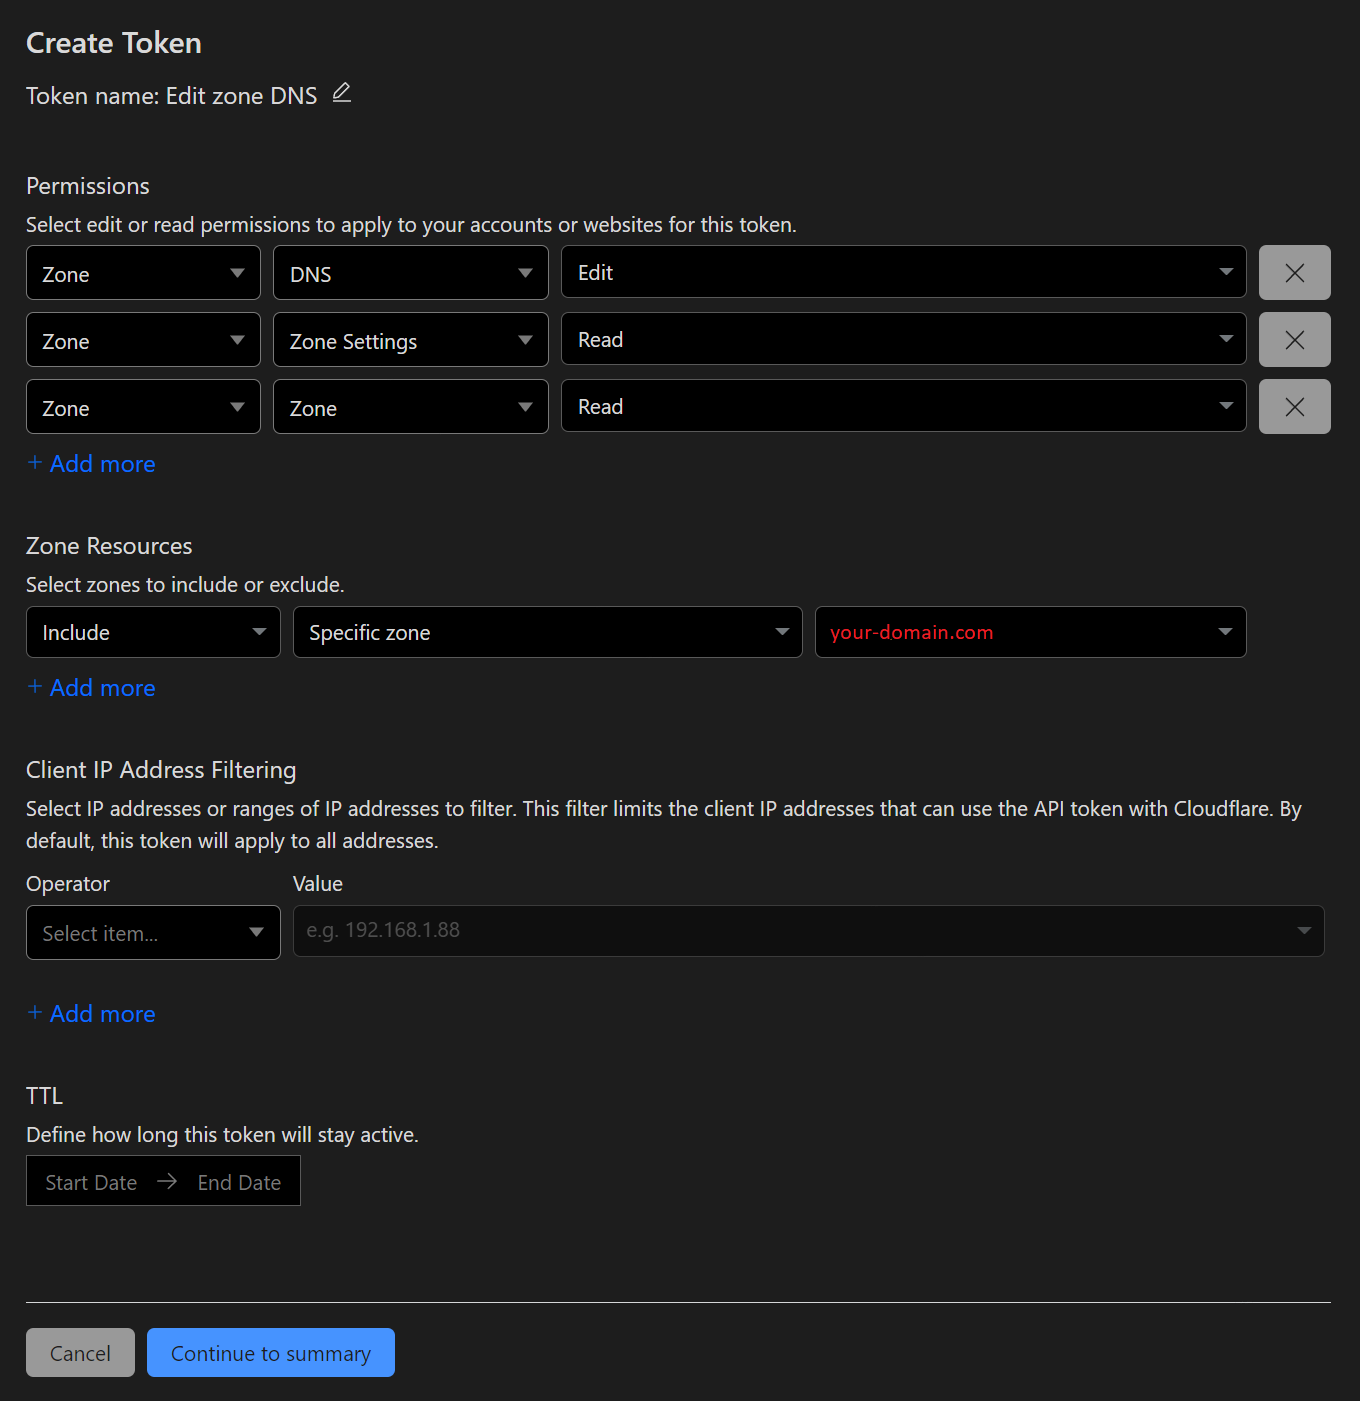 Create Token
Token name: Edit zone DNS
Permissions
Select edit or read permissions to apply to your accounts or websites for this token.
Zone DNS Edit
Zone Zone Settings Read
Zone Zone Read
+ Add more
Zone Resources
Select zones to include or exclude.
Include Specific zone your-domain.com
+ Add more
Client IP Address Filtering
Select IP addresses or ranges of IP addresses to filter. This filter limits the client IP addresses that can use the API token with Cloudflare. By
default, this token will apply to all addresses.
Operator Value
Select item... e.g. 192.168.1.88
+ Add more
TTL
Define how long this token will stay active.
Start Date → End Date
Cancel Continue to summary